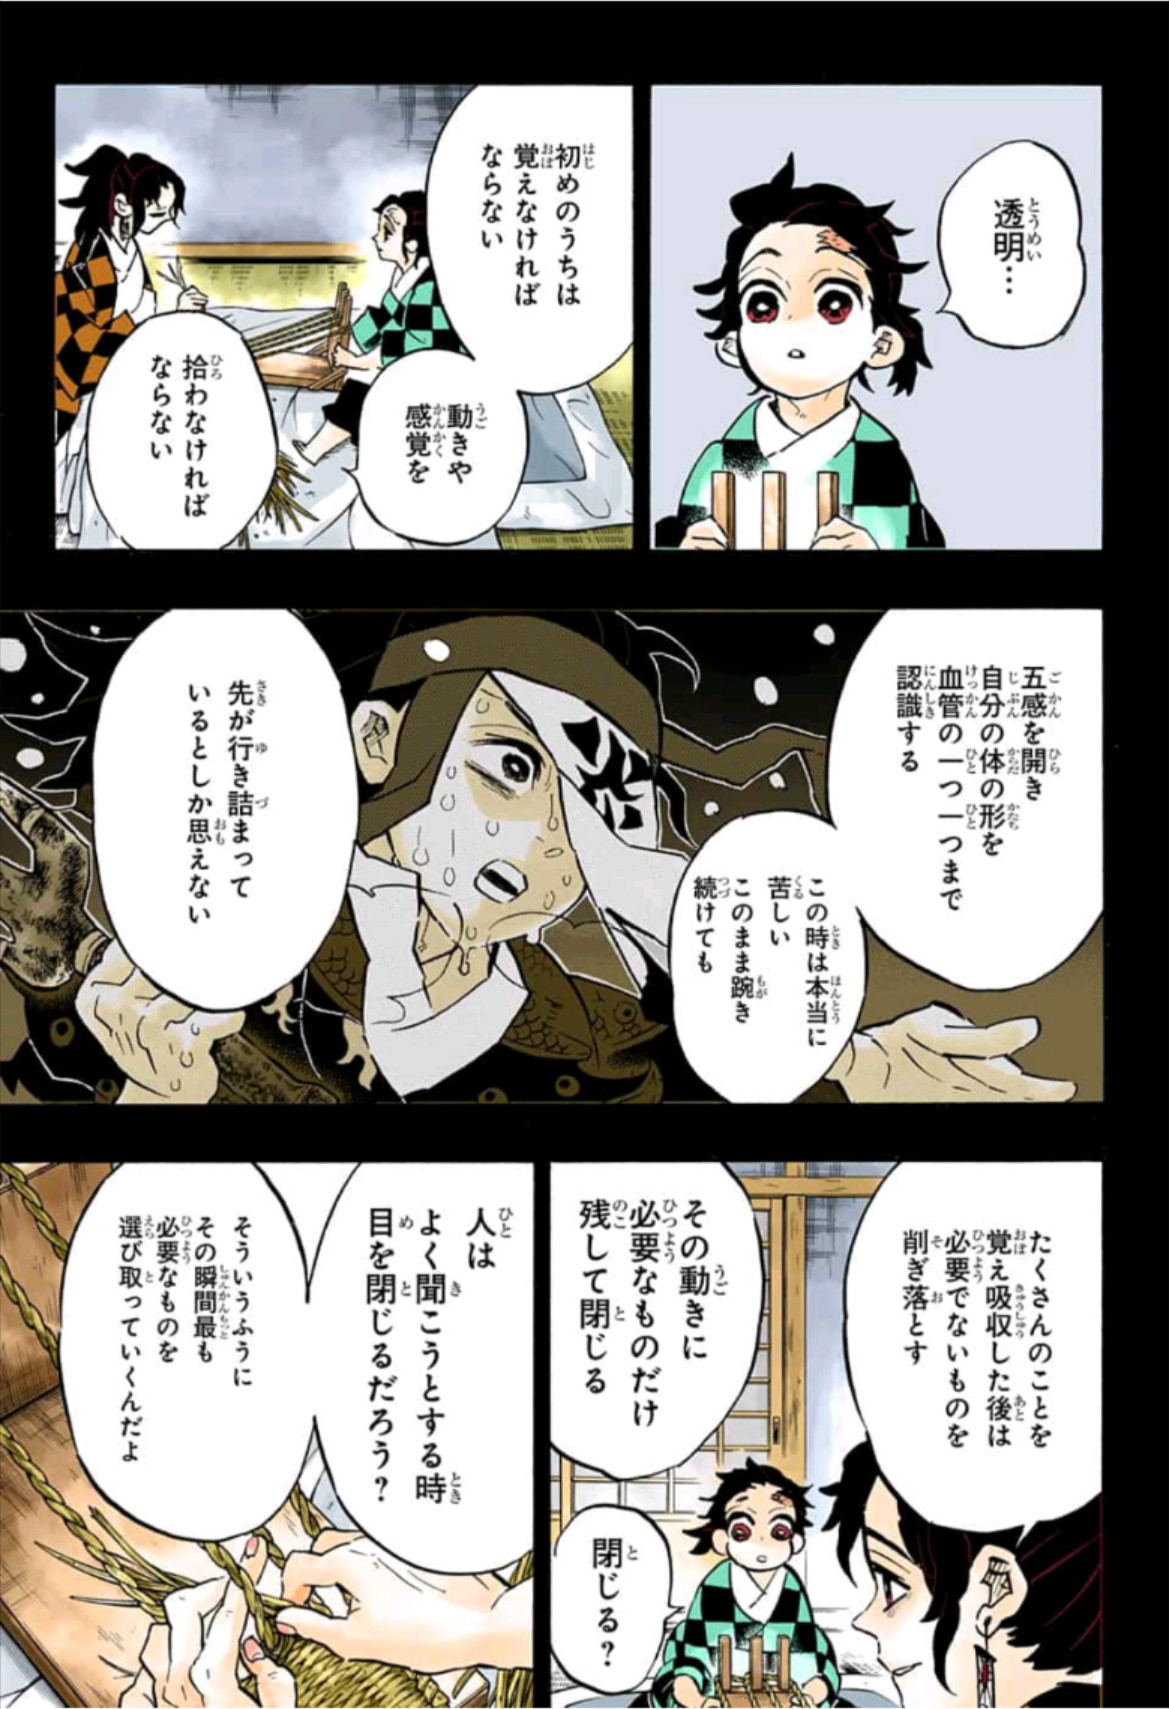 透明…
初めのうちは
覚えなければ
ならない
動きや
感覚を
拾わなければ
ならない
五感を開き
自分の体の形を
血管の一つ一つまで
認識する
この時は本当に
苦しい
このまま踠き
続けても
先が行き詰まって
いるとしか思えない
たくさんのことを
覚え吸収した後は
必要でないものを
削ぎ落とす
その動きに
必要なものだけ
残して閉じる
閉じる?
人は
よく聞こうとする時
目を閉じるだろう?
そういうふうに
その瞬間最も
必要なものを
選び取っていくんだよ